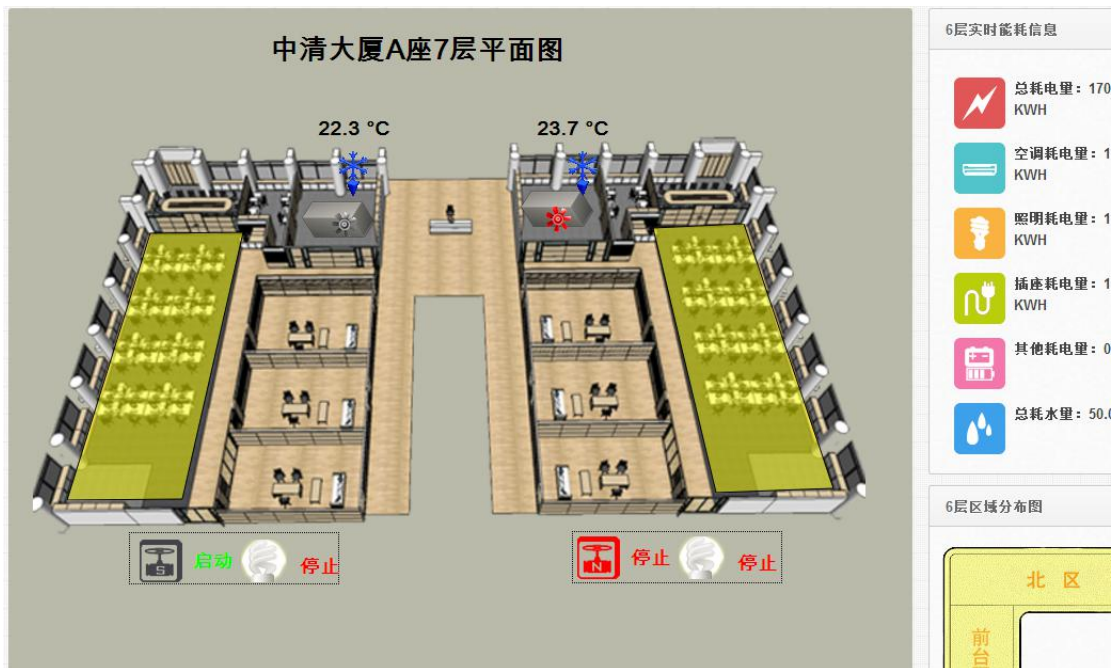 中清大厦A座7层平面图
22.3 °C
23.7 °C
S
启动
停止
N
停止
停止
6层实时能耗信息
总耗电量：170
KWH
空调耗电量：1
KWH
照明耗电量：1
KWH
插座耗电量：1
KWH
其他耗电量：0
总耗水量：50.0
6层区域分布图
北 区
前
台